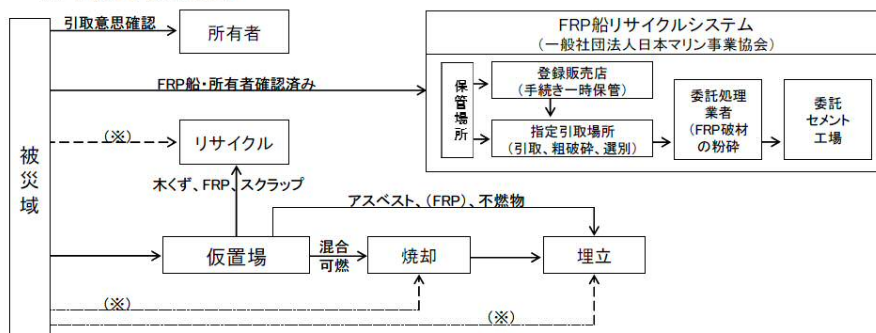 引取意思確認
所有者
FRP船リサイクルシステム
(一般社団法人日本マリン事業協会)
FRP船・所有者確認済み
保管場所
登録販売店
(手続き一時保管)
指定引取場所
(引取、粗破砕、選別)
委託処理
業者
(FRP破材
の粉砕)
委託
セメント
工場
(※)
リサイクル
被災域
木くず、FRP、スクラップ
アスベスト、(FRP)、不燃物
仮置場
混合
可燃
焼却
埋立
(※)
(※)